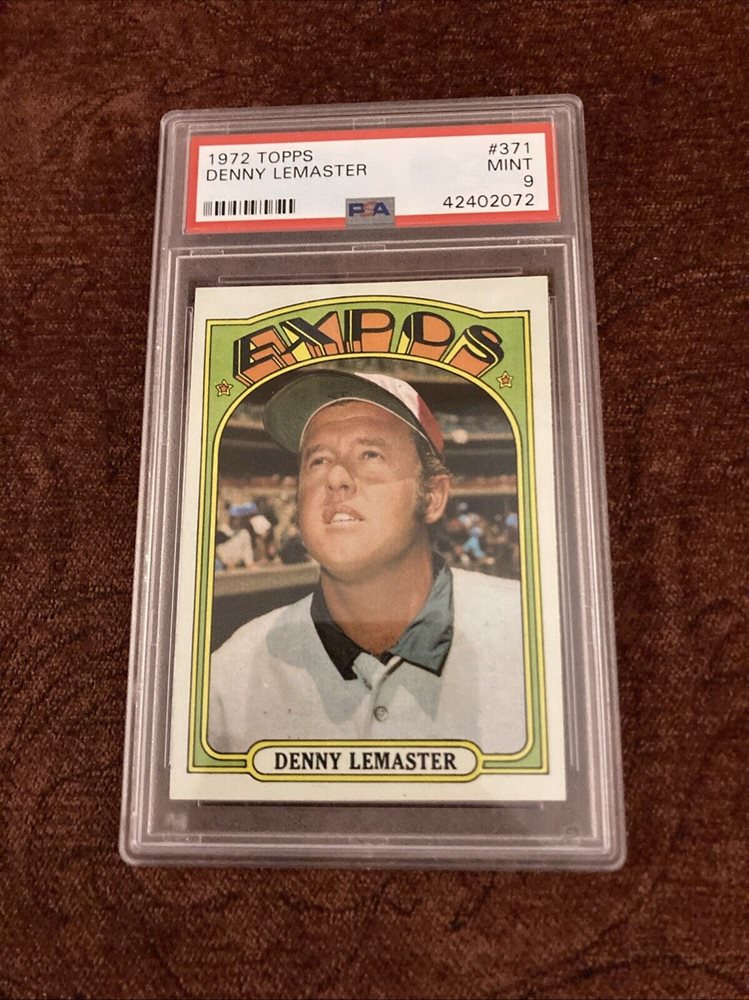 1972 TOPPS #371
DENNY LEMASTER MINT
9
PSA 42402072
EXPOS
DENNY LEMASTER